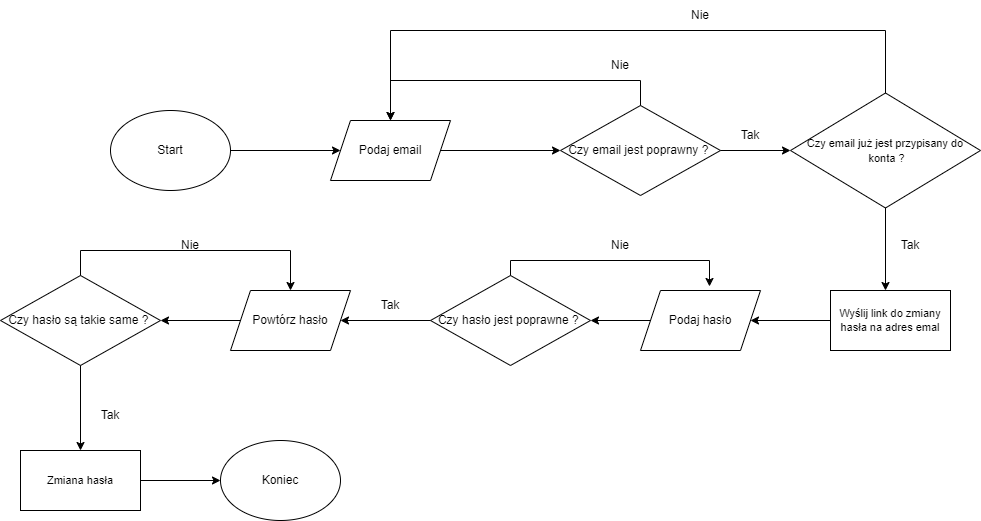 Nie
Nie
Start
Podaj email
Czy email jest poprawny ?
Tak
Czy email już jest przypisany do
konta ?
Tak
Nie
Nie
Czy hasło są takie same ?
Powtórz hasło
Tak
Czy hasło jest poprawne ?
Podaj hasło
Wyślij link do zmiany
hasła na adres emal
Tak
Zmiana hasła
Koniec